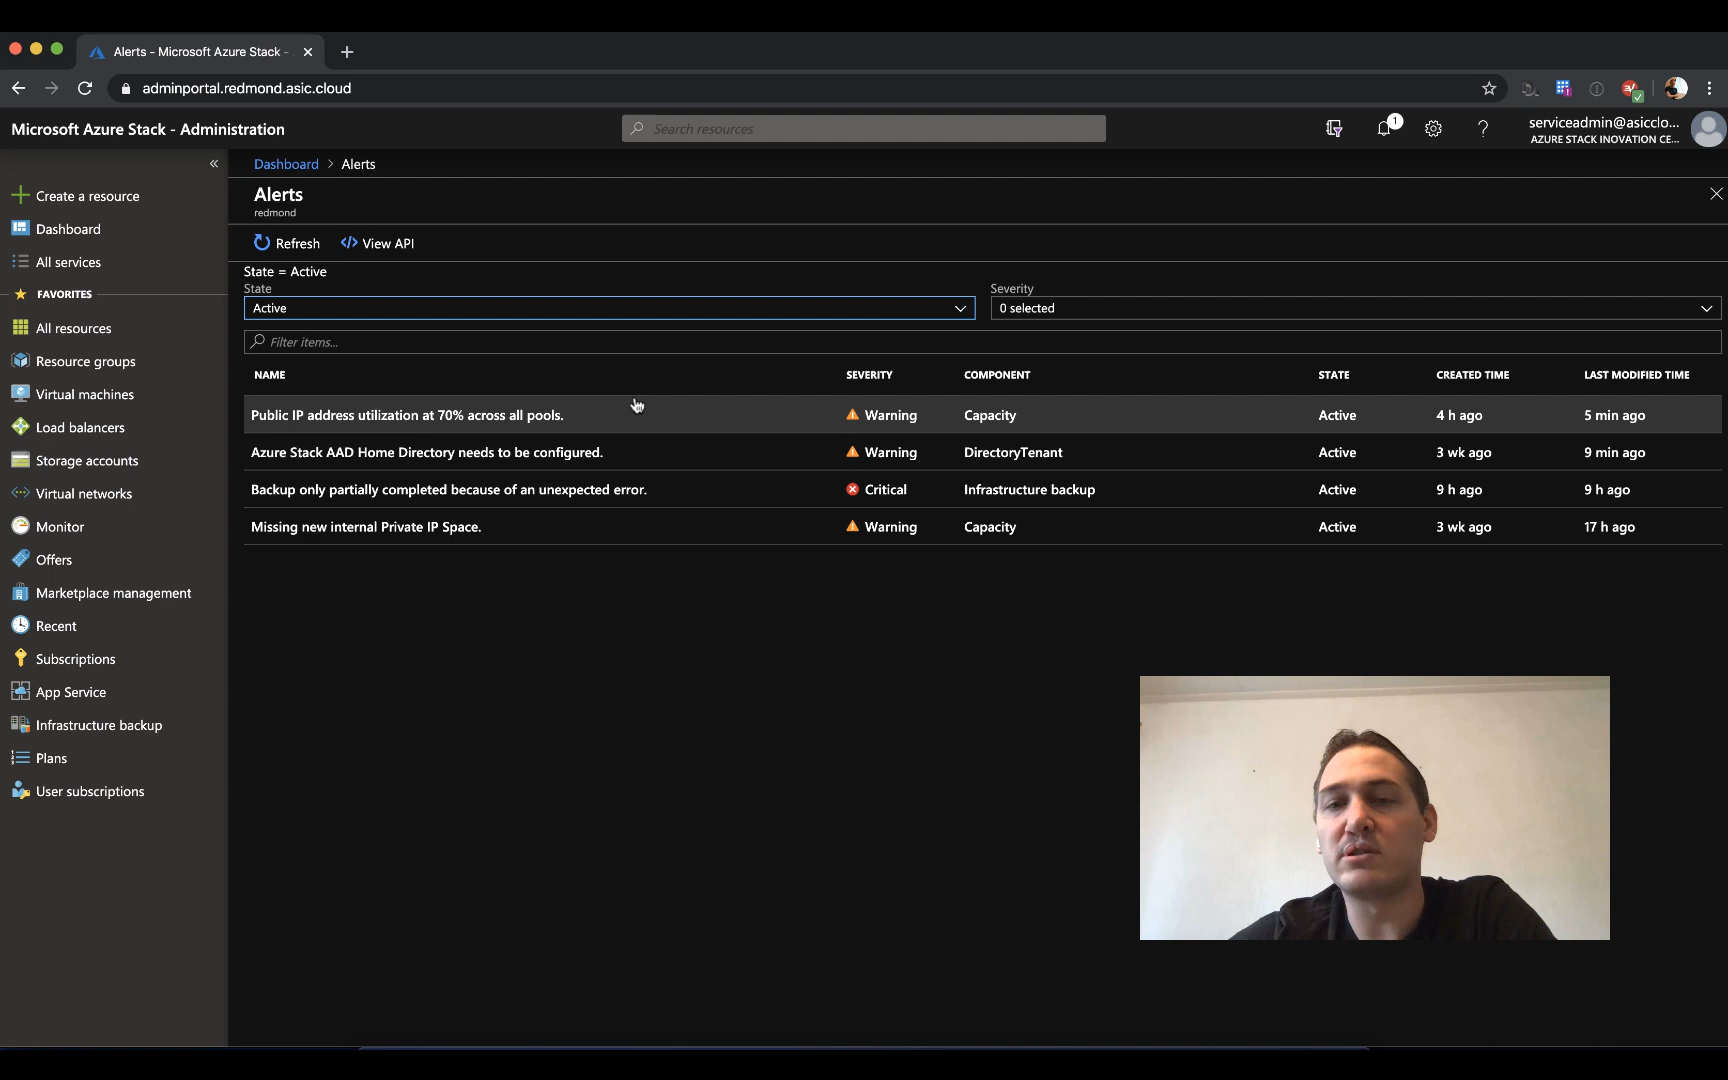 Alerts - Microsoft Azure Stack -
adminportal.redmond.asic.cloud
Microsoft Azure Stack - Administration
Search resources
1
serviceadmin@asicclo...
AZURE STACK INOVATION CE...
Dashboard > Alerts
Alerts
redmond
Refresh
View API
State = Active
State
Active
Severity
0 selected
Filter items...
NAME SEVERITY COMPONENT STATE CREATED TIME LAST MODIFIED TIME
Public IP address utilization at 70% across all pools. Warning Capacity Active 4 h ago 5 min ago
Azure Stack AAD Home Directory needs to be configured. Warning DirectoryTenant Active 3 wk ago 9 min ago
Backup only partially completed because of an unexpected error. Critical Infrastructure backup Active 9 h ago 9 h ago
Missing new internal Private IP Space. Warning Capacity Active 3 wk ago 17 h ago
Create a resource
Dashboard
All services
FAVORITES
All resources
Resource groups
Virtual machines
Load balancers
Storage accounts
Virtual networks
Monitor
Offers
Marketplace management
Recent
Subscriptions
App Service
Infrastructure backup
Plans
User subscriptions